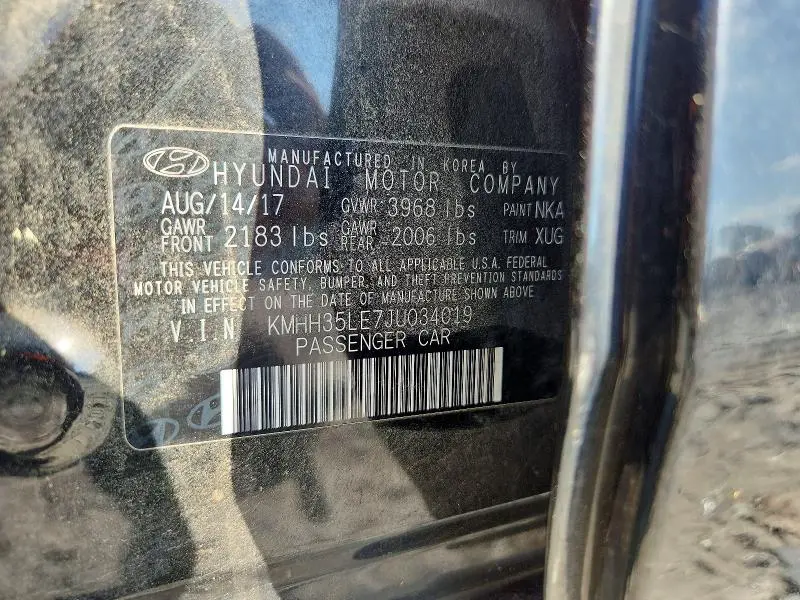 MANUFACTURED IN KOREA BY
HYUNDAI MOTOR COMPANY
AUG/14/17 GVWR: 3968 lbs PAINT NKA
GAWR FRONT 2183 lbs GAWR REAR: 2006 lbs TRIM XUG
THIS VEHICLE CONFORMS TO ALL APPLICABLE U.S.A. FEDERAL
MOTOR VEHICLE SAFETY, BUMPER, AND THEFT PREVENTION STANDARDS
IN EFFECT ON THE DATE OF MANUFACTURE SHOWN ABOVE
V.I.N KMHH35LE7JU034019
PASSENGER CAR